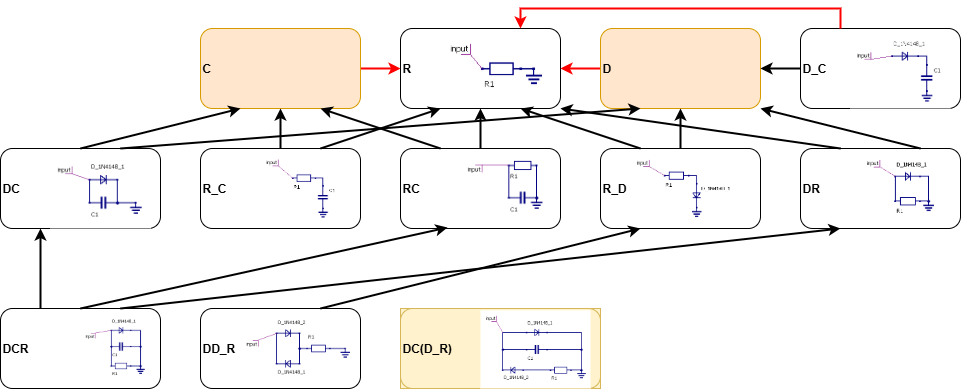 C
R
input
R1
D
D_C
D_1N4148_1
C1
DC
input
D_1N4148_1
C1
R_C
input
R1
C1
RC
input
R1
C1
R_D
input
R1
D_1N4148_1
DR
input
D_1N4148_1
R1
DCR
input
D_1N4148_1
C1
R1
DD_R
input
D_1N4148_2
R1
D_1N4148_1
DC(D_R)
input
D_1N4148_1
C1
D_1N4148_2
R1